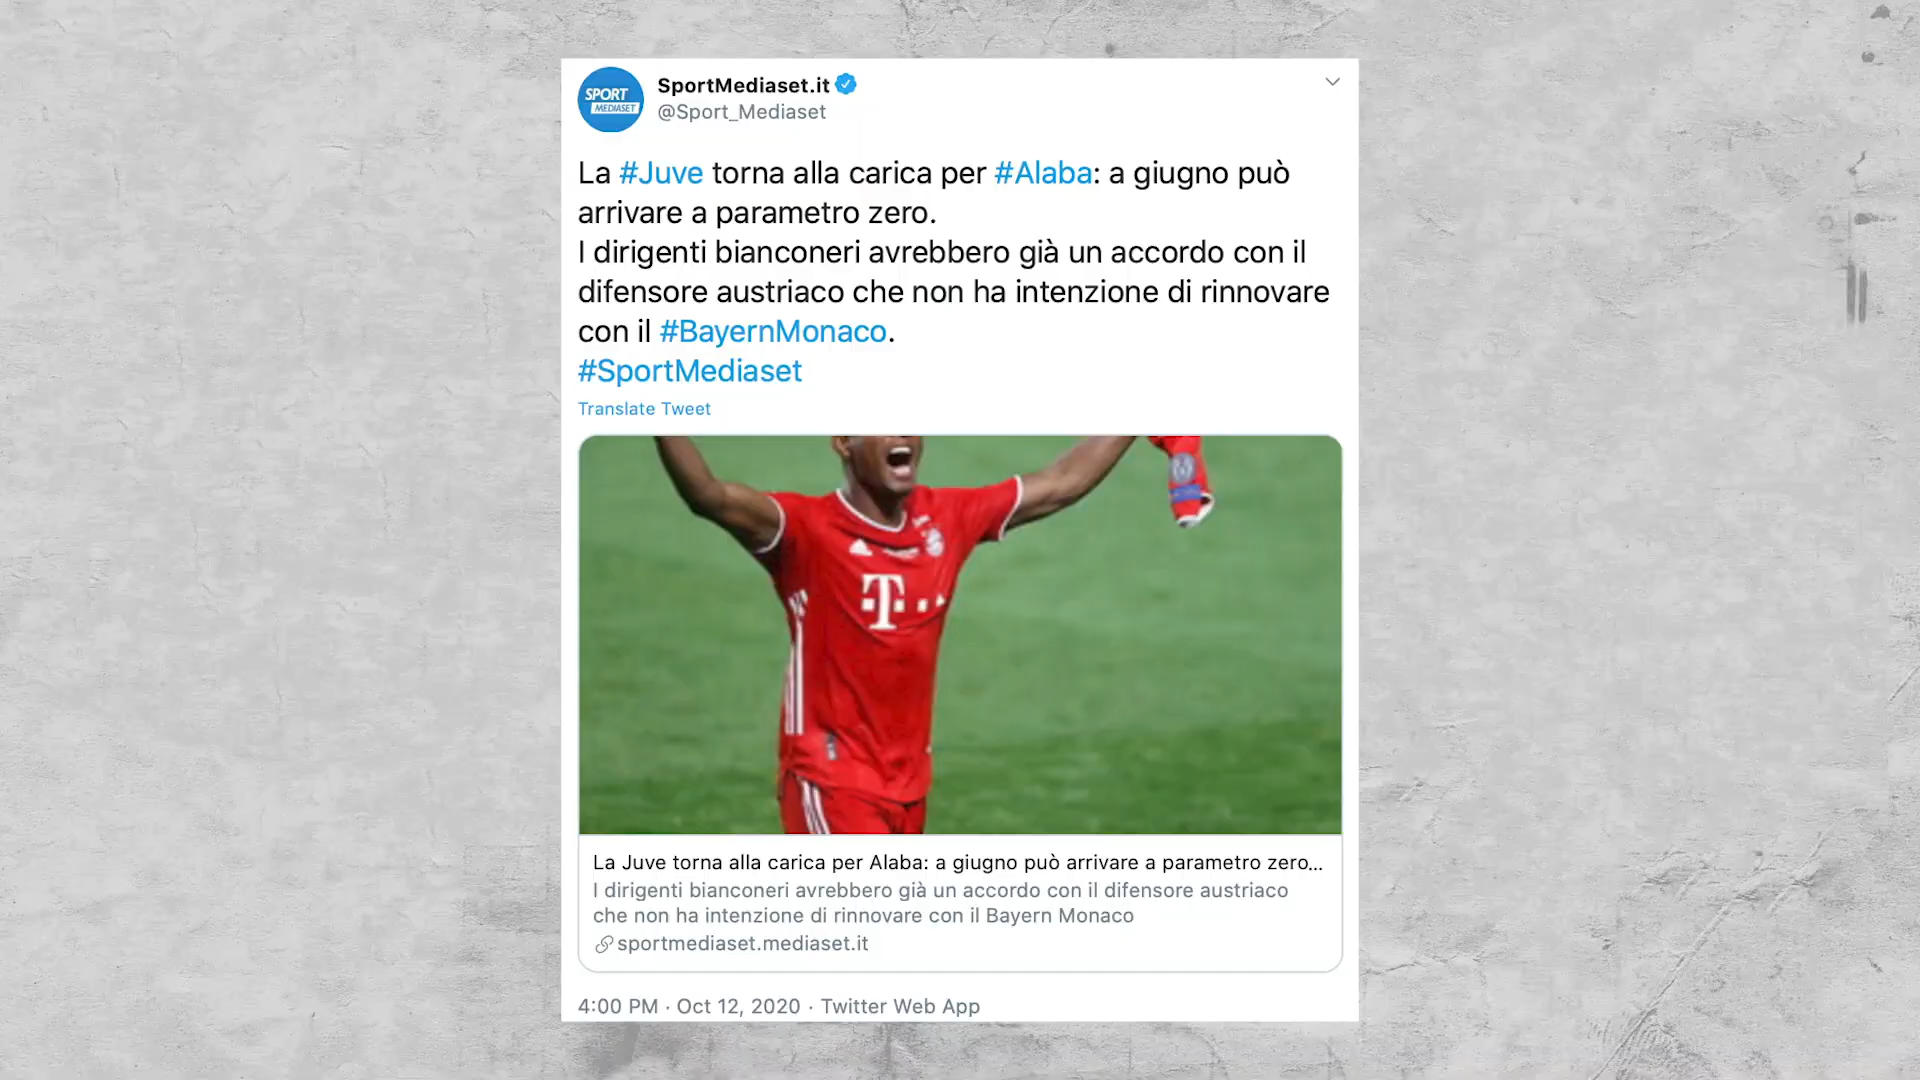 SPORT
MEDIASET
SportMediaset.it
@Sport_Mediaset
La #Juve torna alla carica per #Alaba: a giugno può
arrivare a parametro zero.
I dirigenti bianconeri avrebbero già un accordo con il
difensore austriaco che non ha intenzione di rinnovare
con il #BayernMonaco.
#SportMediaset
Translate Tweet
T
La Juve torna alla carica per Alaba: a giugno può arrivare a parametro zero...
I dirigenti bianconeri avrebbero già un accordo con il difensore austriaco
che non ha intenzione di rinnovare con il Bayern Monaco
sportmediaset.mediaset.it
4:00 PM · Oct 12, 2020 · Twitter Web App